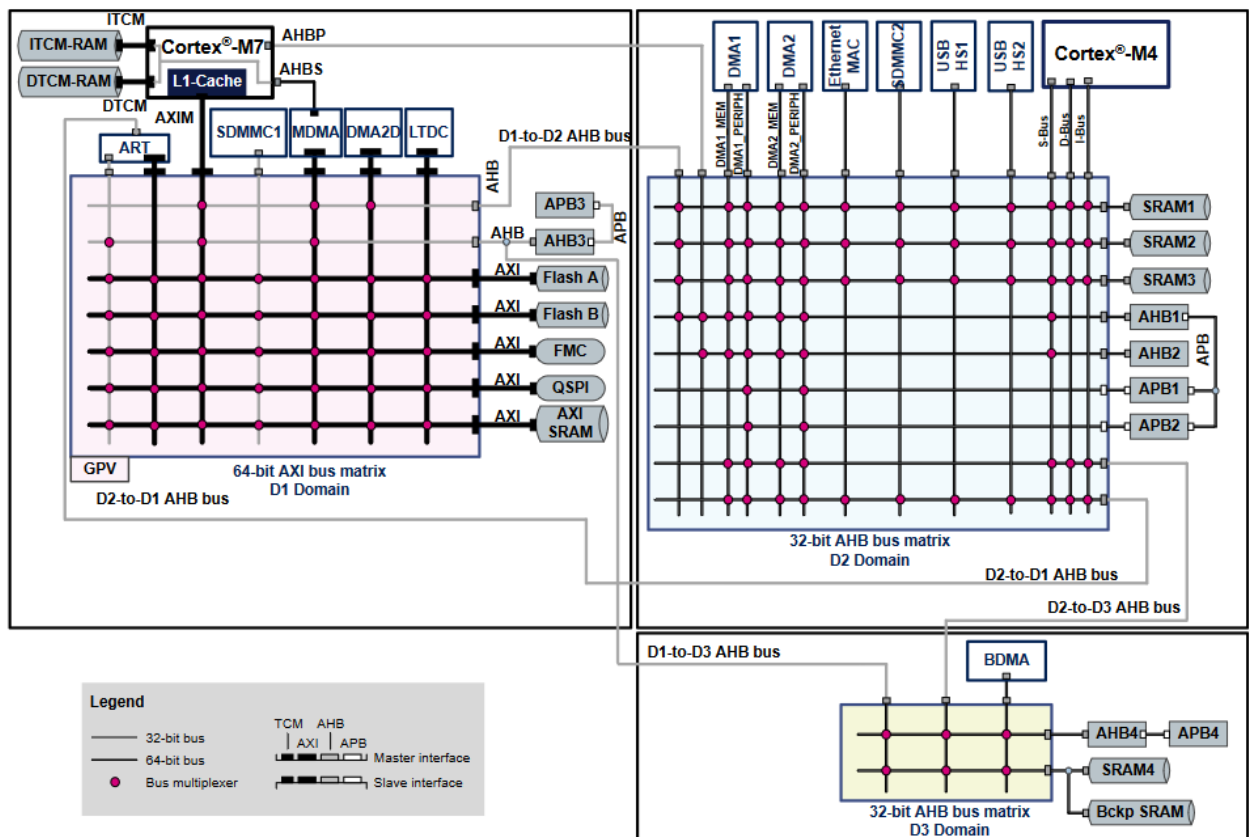 ITCM
ITCM-RAM
Cortex®-M7
AHBP
DTCM-RAM
L1-Cache
AHBS
DTCM
AXIM
ART
SDMMC1
MDMA
DMA2D
LTDC
D1-to-D2 AHB bus
AHB
APB3
AHB
AHB3
APB
AXI
Flash A
AXI
Flash B
AXI
FMC
AXI
QSPI
AXI
AXI
SRAM
GPV
64-bit AXI bus matrix
D1 Domain
D2-to-D1 AHB bus
DMA1
DMA2
Ethernet
MAC
SDMMC2
USB
HS1
USB
HS2
Cortex®-M4
DMA1_MEM
DMA1_PERIPH
DMA2_MEM
DMA2_PERIPH
S-Bus
D-Bus
I-Bus
SRAM1
SRAM2
SRAM3
AHB1
AHB2
APB
APB1
APB2
32-bit AHB bus matrix
D2 Domain
D2-to-D1 AHB bus
D2-to-D3 AHB bus
D1-to-D3 AHB bus
BDMA
AHB4
APB4
SRAM4
Bckp SRAM
32-bit AHB bus matrix
D3 Domain
Legend
32-bit bus
64-bit bus
Bus multiplexer
TCM AHB
AXI APB
Master interface
Slave interface